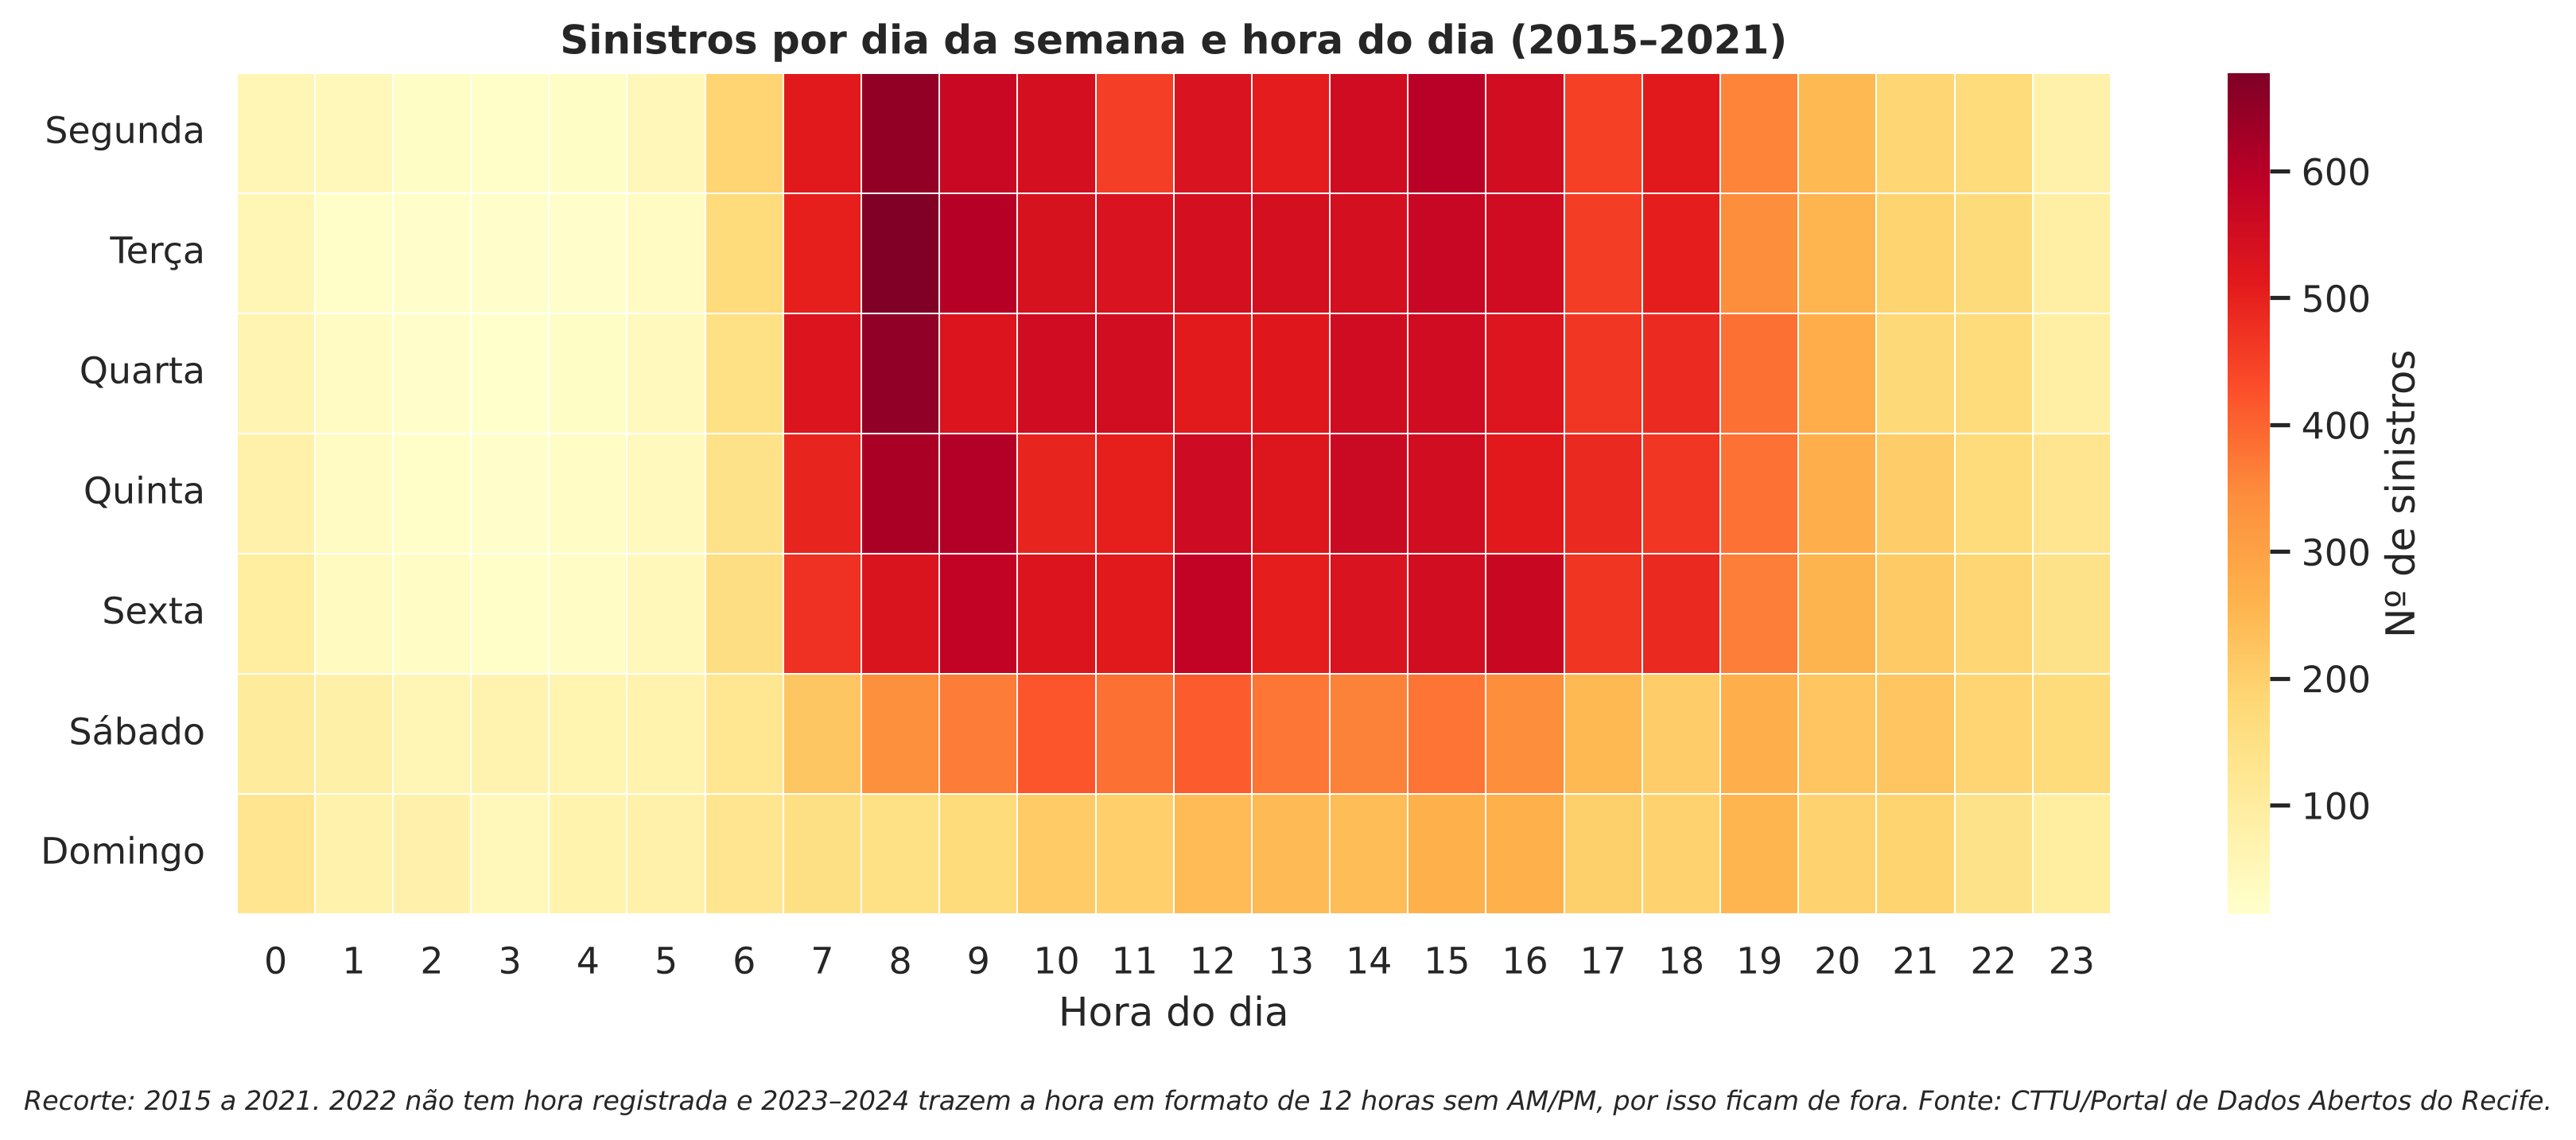 Sinistros por dia da semana e hora do dia (2015–2021)
Segunda
Terça
Quarta
Quinta
Sexta
Sábado
Domingo
0 1 2 3 4 5 6 7 8 9 10 11 12 13 14 15 16 17 18 19 20 21 22 23
Hora do dia
600
500
400
300
200
100
Nº de sinistros
Recorte: 2015 a 2021. 2022 não tem hora registrada e 2023–2024 trazem a hora em formato de 12 horas sem AM/PM, por isso ficam de fora. Fonte: CTTU/Portal de Dados Abertos do Recife.